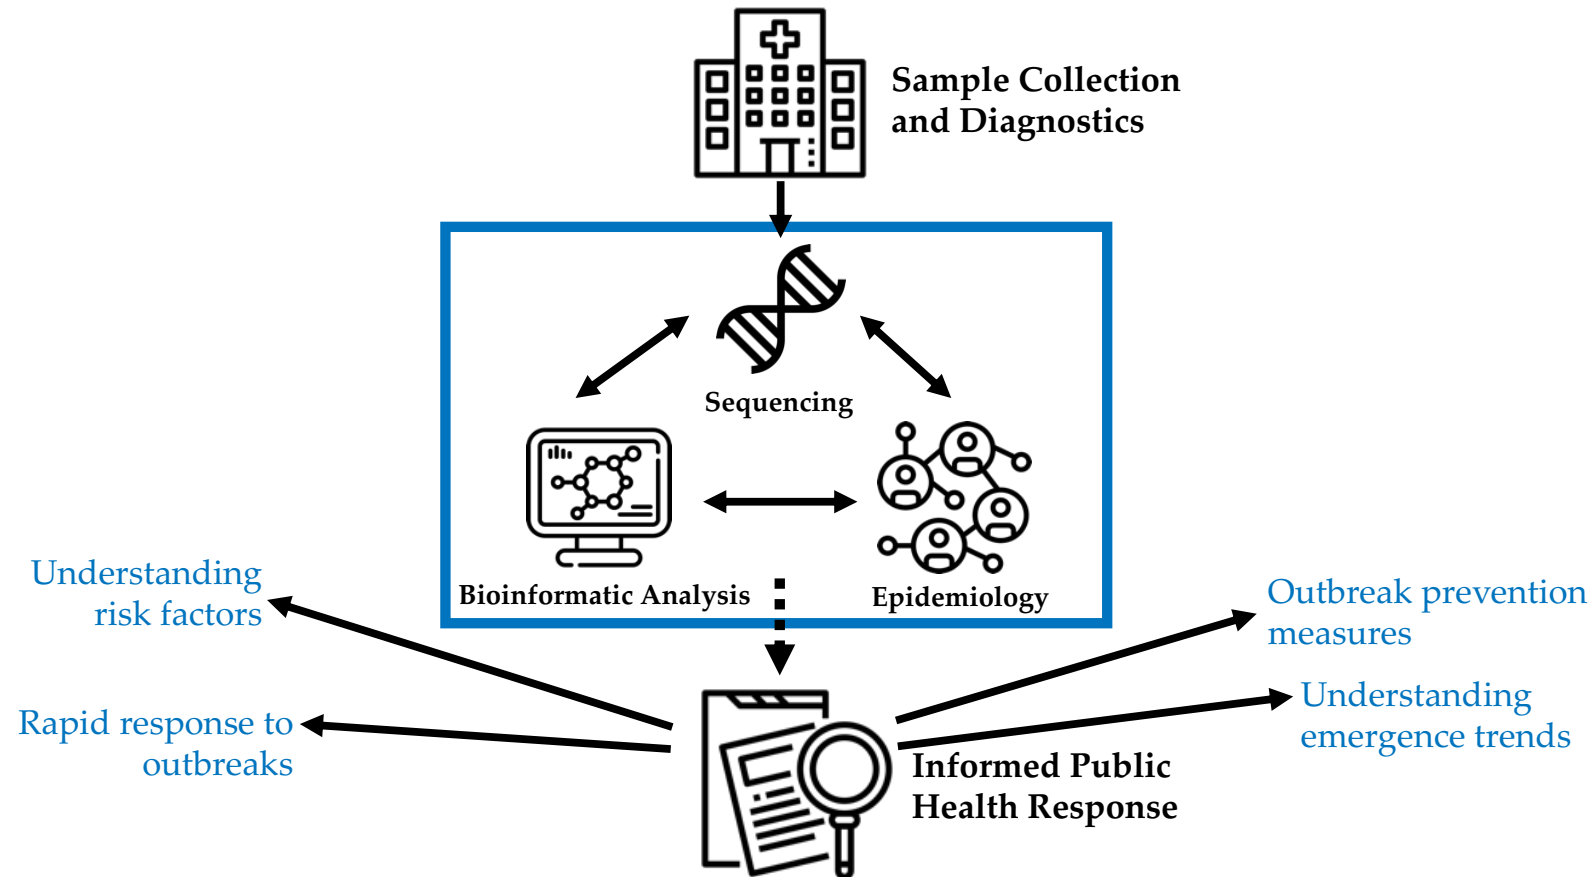 Sample Collection
and Diagnostics
Sequencing
Bioinformatic Analysis
Epidemiology
Understanding
risk factors
Rapid response to
outbreaks
Outbreak prevention
measures
Understanding
emergence trends
Informed Public
Health Response